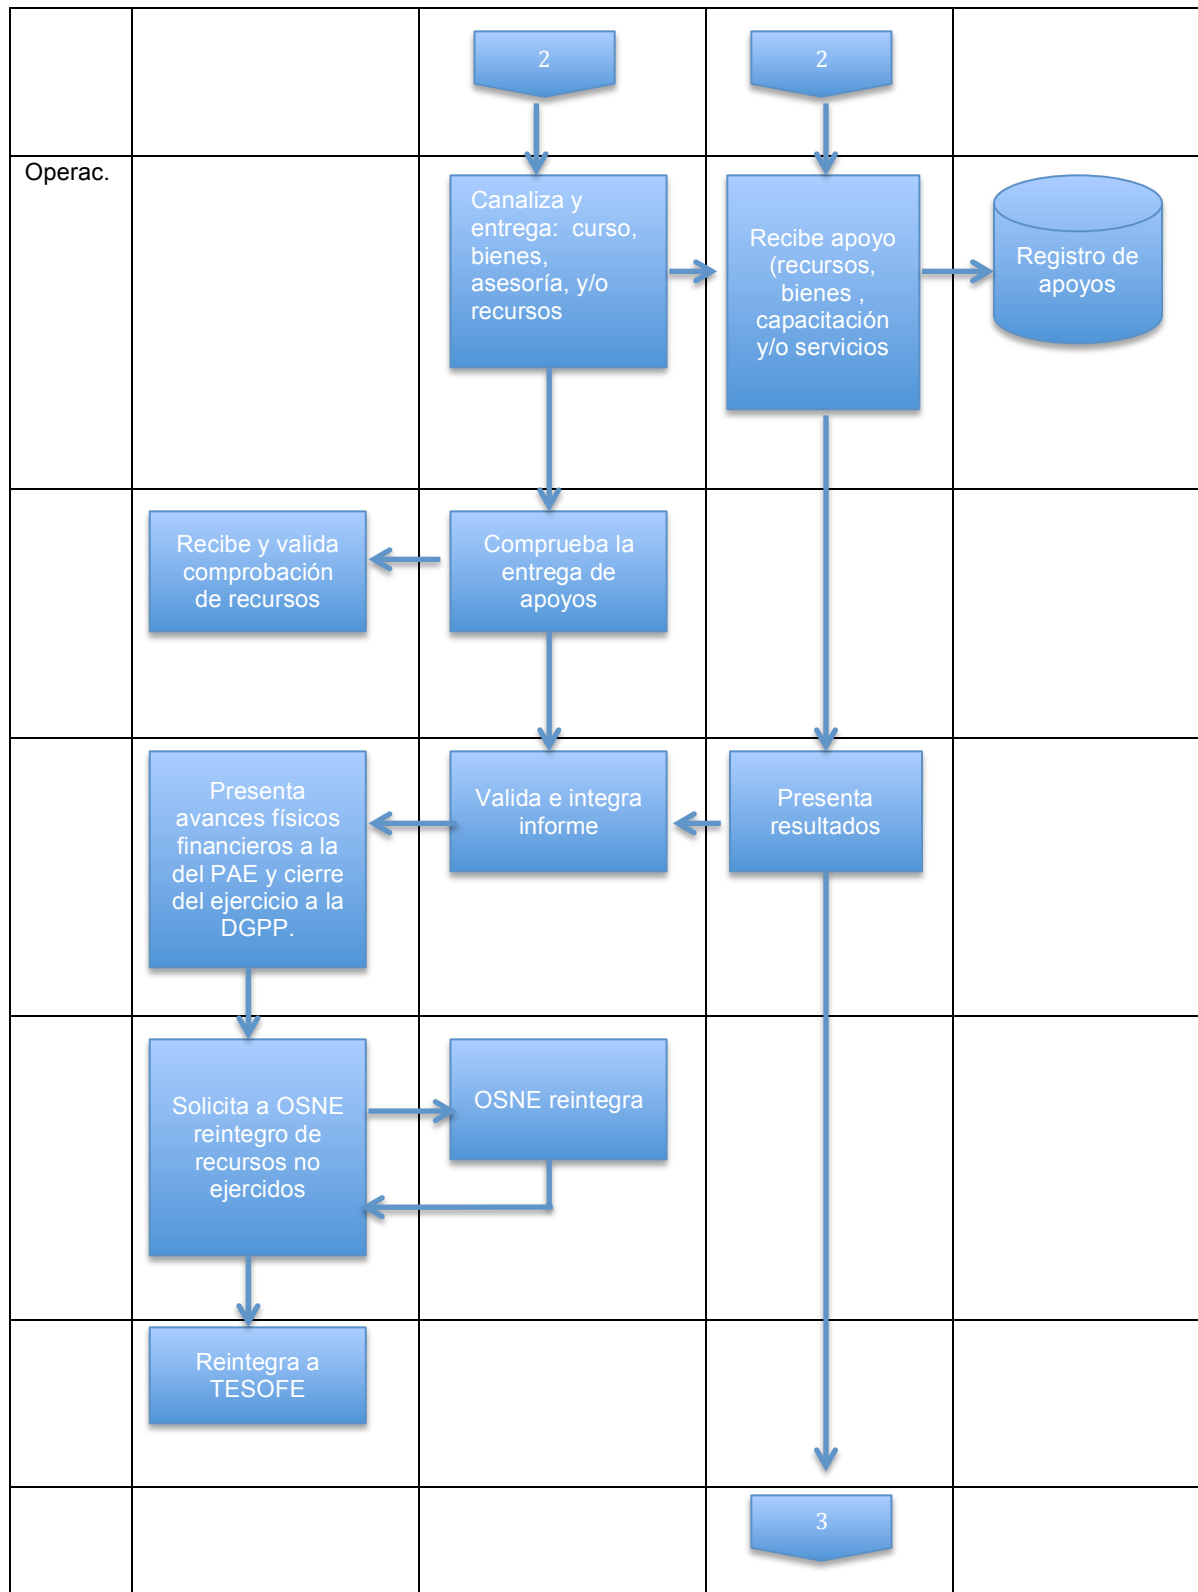 2
2
Operac.
Canaliza y
entrega: curso,
bienes,
asesoría, y/o
recursos
Recibe apoyo
(recursos,
bienes ,
capacitación
y/o servicios
Registro de
apoyos
Recibe y valida
comprobación
de recursos
Comprueba la
entrega de
apoyos
Presenta
avances físicos
financieros a la
del PAE y cierre
del ejercicio a la
DGPP.
Valida e integra
informe
Presenta
resultados
Solicita a OSNE
reintegro de
recursos no
ejercidos
OSNE reintegra
Reintegra a
TESOFE
3